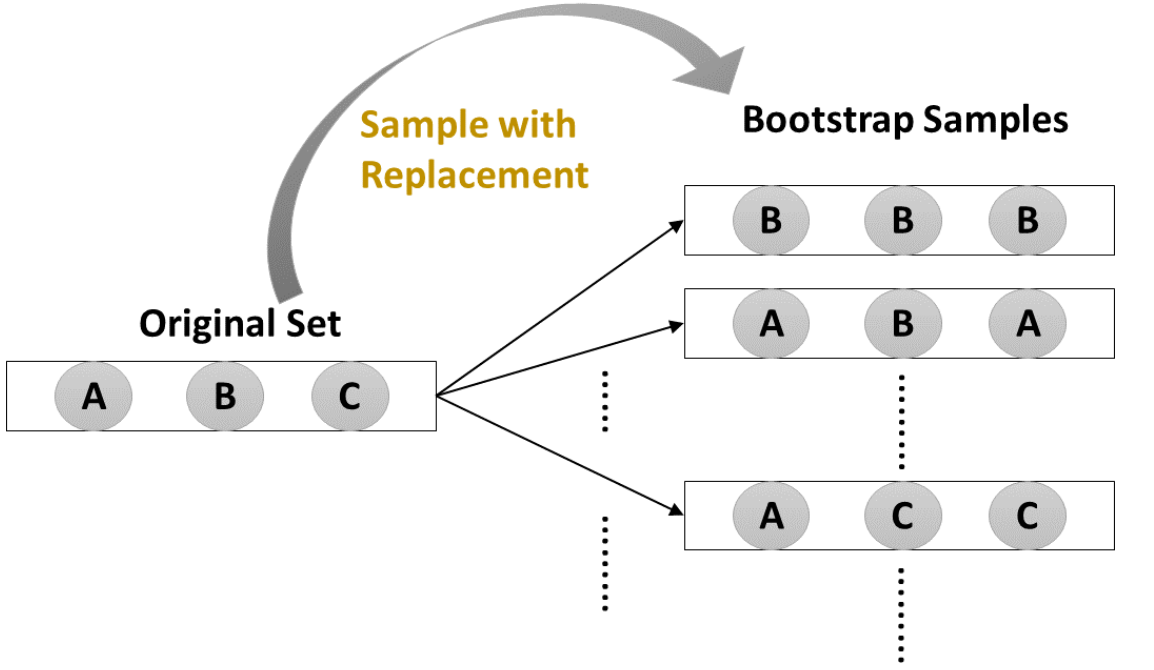 Sample with
Replacement
Bootstrap Samples
B B B
Original Set
A B A
A B C
A C C